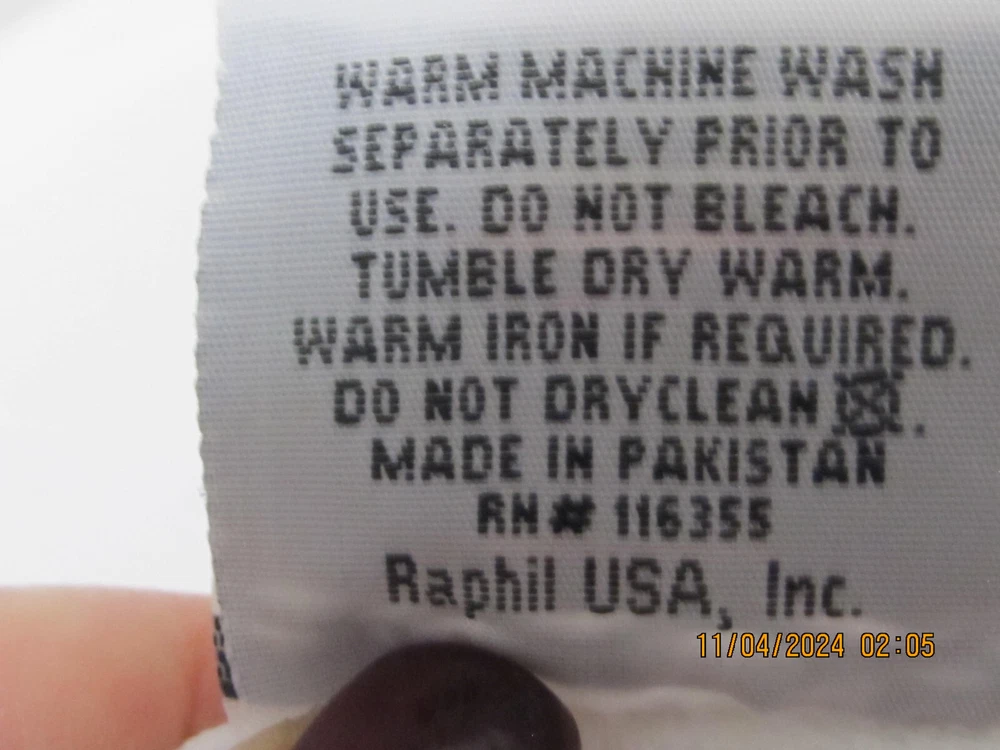 WARM MACHINE WASH
SEPARATELY PRIOR TO
USE. DO NOT BLEACH.
TUMBLE DRY WARM.
WARM IRON IF REQUIRED.
DO NOT DRYCLEAN .
MADE IN PAKISTAN
RN# 116355
Raphil USA, Inc.
11/04/2024 02:05